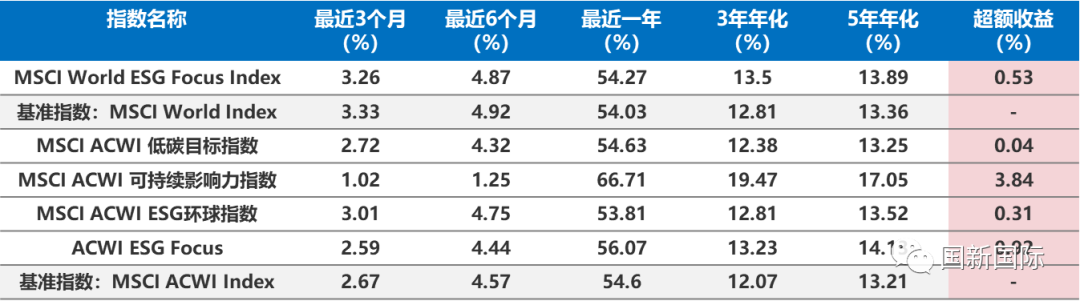 指数名称 最近3个月（%） 最近6个月（%） 最近一年（%） 3年年化（%） 5年年化（%） 超额收益（%）
MSCI World ESG Focus Index 3.26 4.87 54.27 13.5 13.89 0.53
基准指数：MSCI World Index 3.33 4.92 54.03 12.81 13.36 -
MSCI ACWI 低碳目标指数 2.72 4.32 54.63 12.38 13.25 0.04
MSCI ACWI 可持续影响力指数 1.02 1.25 66.71 19.47 17.05 3.84
MSCI ACWI ESG环球指数 3.01 4.75 53.81 12.81 13.52 0.31
ACWI ESG Focus 2.59 4.44 56.07 13.23
国新国际
基准指数：MSCI ACWI Index 2.67 4.57 54.6 12.07 13.21 -